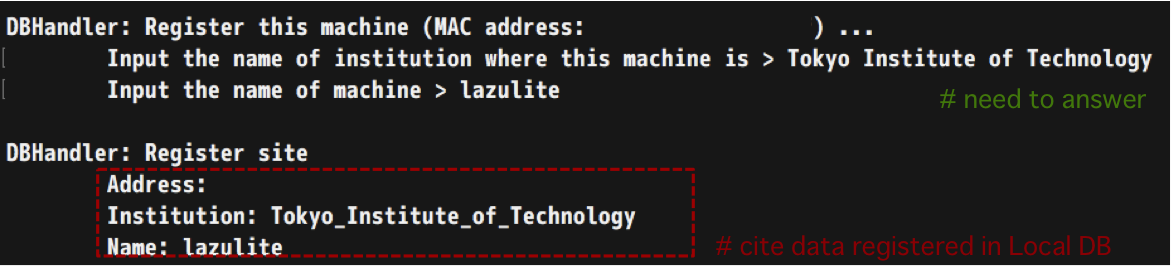 DBHandler: Register this machine (MAC address:                    ) ...
[        Input the name of institution where this machine is > Tokyo Institute of Technology
[        Input the name of machine > lazulite
# need to answer
DBHandler: Register site
Address:
Institution: Tokyo_Institute_of_Technology
Name: lazulite
# cite data registered in Local DB